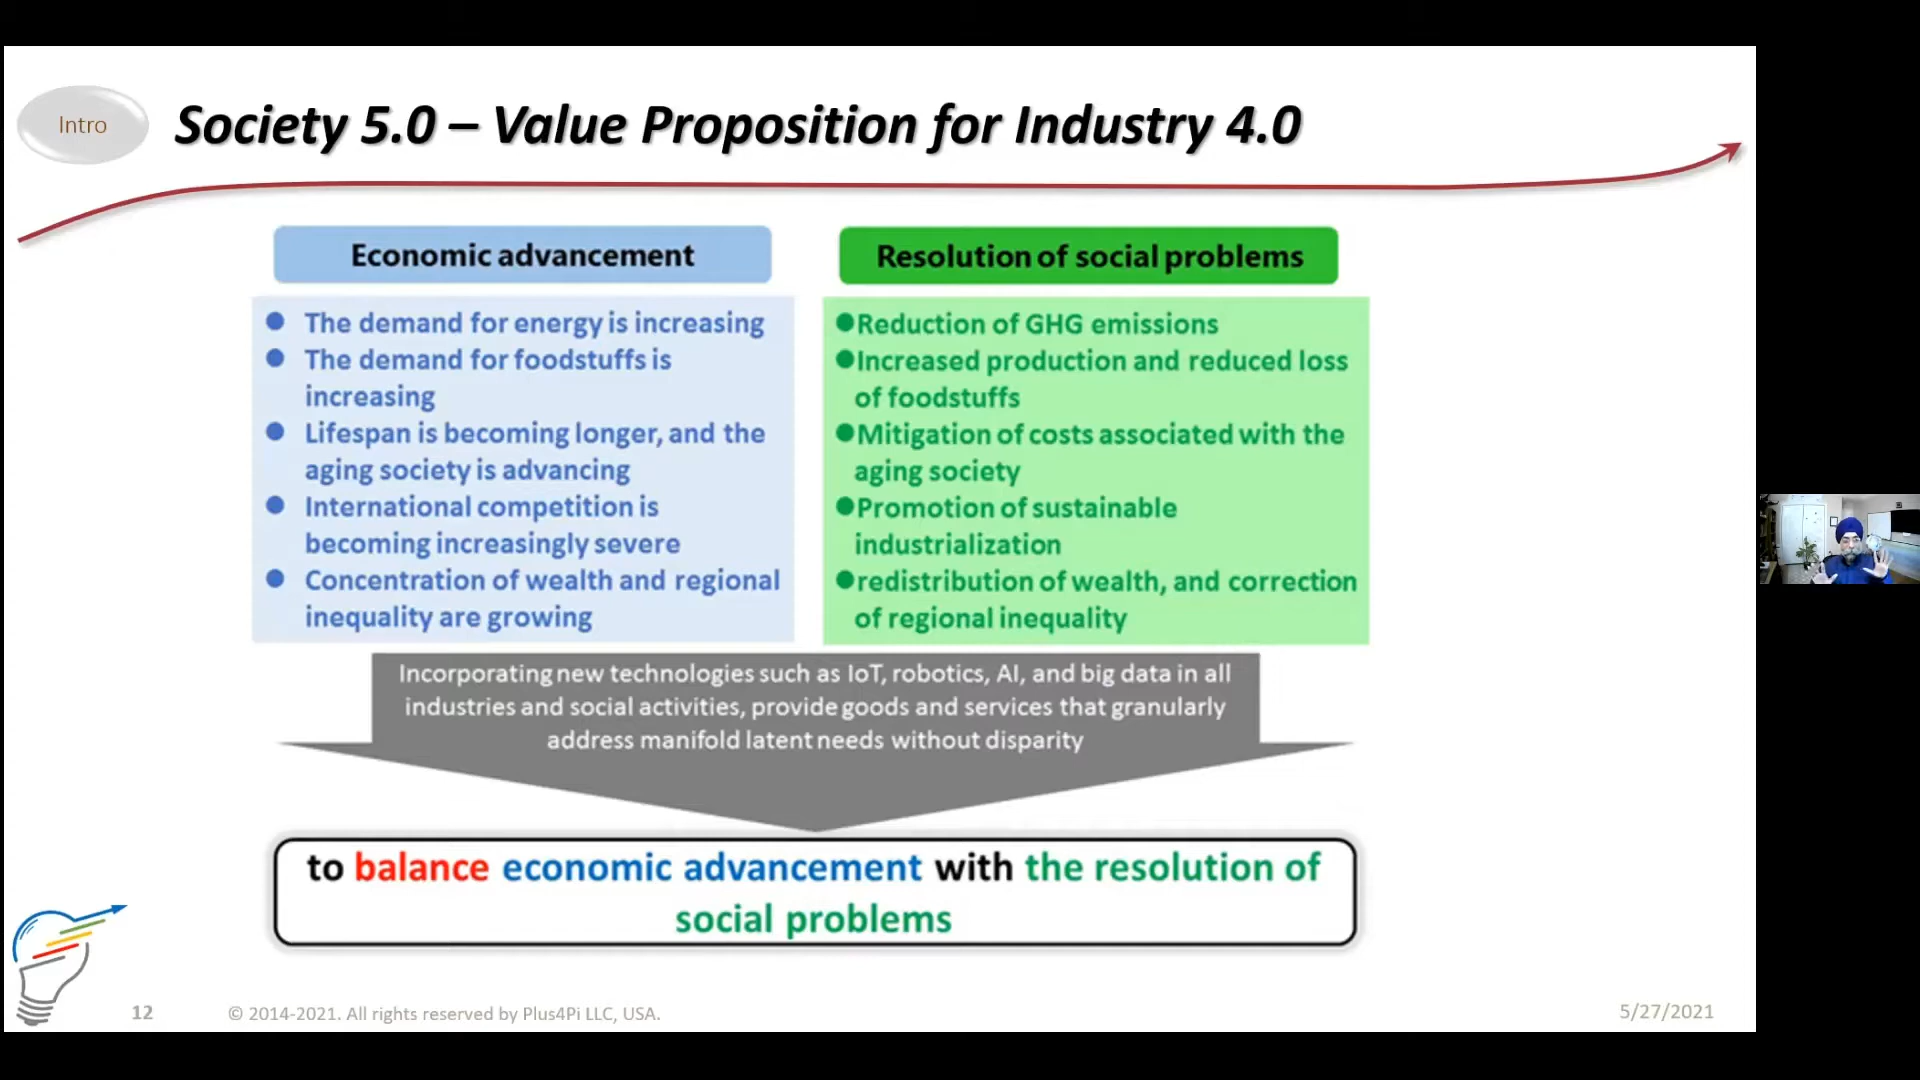 Intro
Society 5.0 – Value Proposition for Industry 4.0
Economic advancement
● The demand for energy is increasing
● The demand for foodstuffs is
increasing
● Lifespan is becoming longer, and the
aging society is advancing
● International competition is
becoming increasingly severe
● Concentration of wealth and regional
inequality are growing
Resolution of social problems
●Reduction of GHG emissions
●Increased production and reduced loss
of foodstuffs
●Mitigation of costs associated with the
aging society
●Promotion of sustainable
industrialization
●redistribution of wealth, and correction
of regional inequality
Incorporating new technologies such as IoT, robotics, AI, and big data in all
industries and social activities, provide goods and services that granularly
address manifold latent needs without disparity
to balance economic advancement with the resolution of
social problems
12
© 2014-2021. All rights reserved by Plus4Pi LLC, USA.
5/27/2021